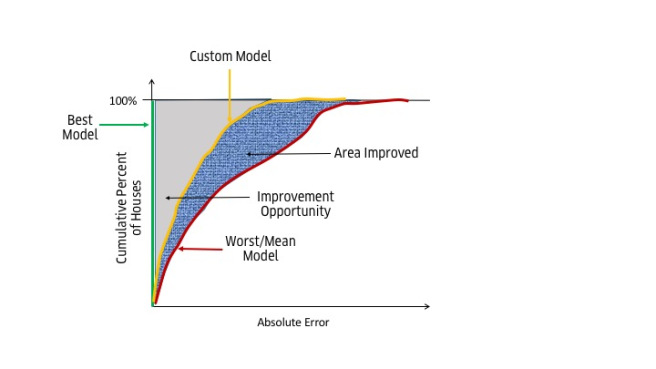 Custom Model
100%
Best
Model
Area Improved
Cumulative Percent
of Houses
Improvement
Opportunity
Worst/Mean
Model
Absolute Error